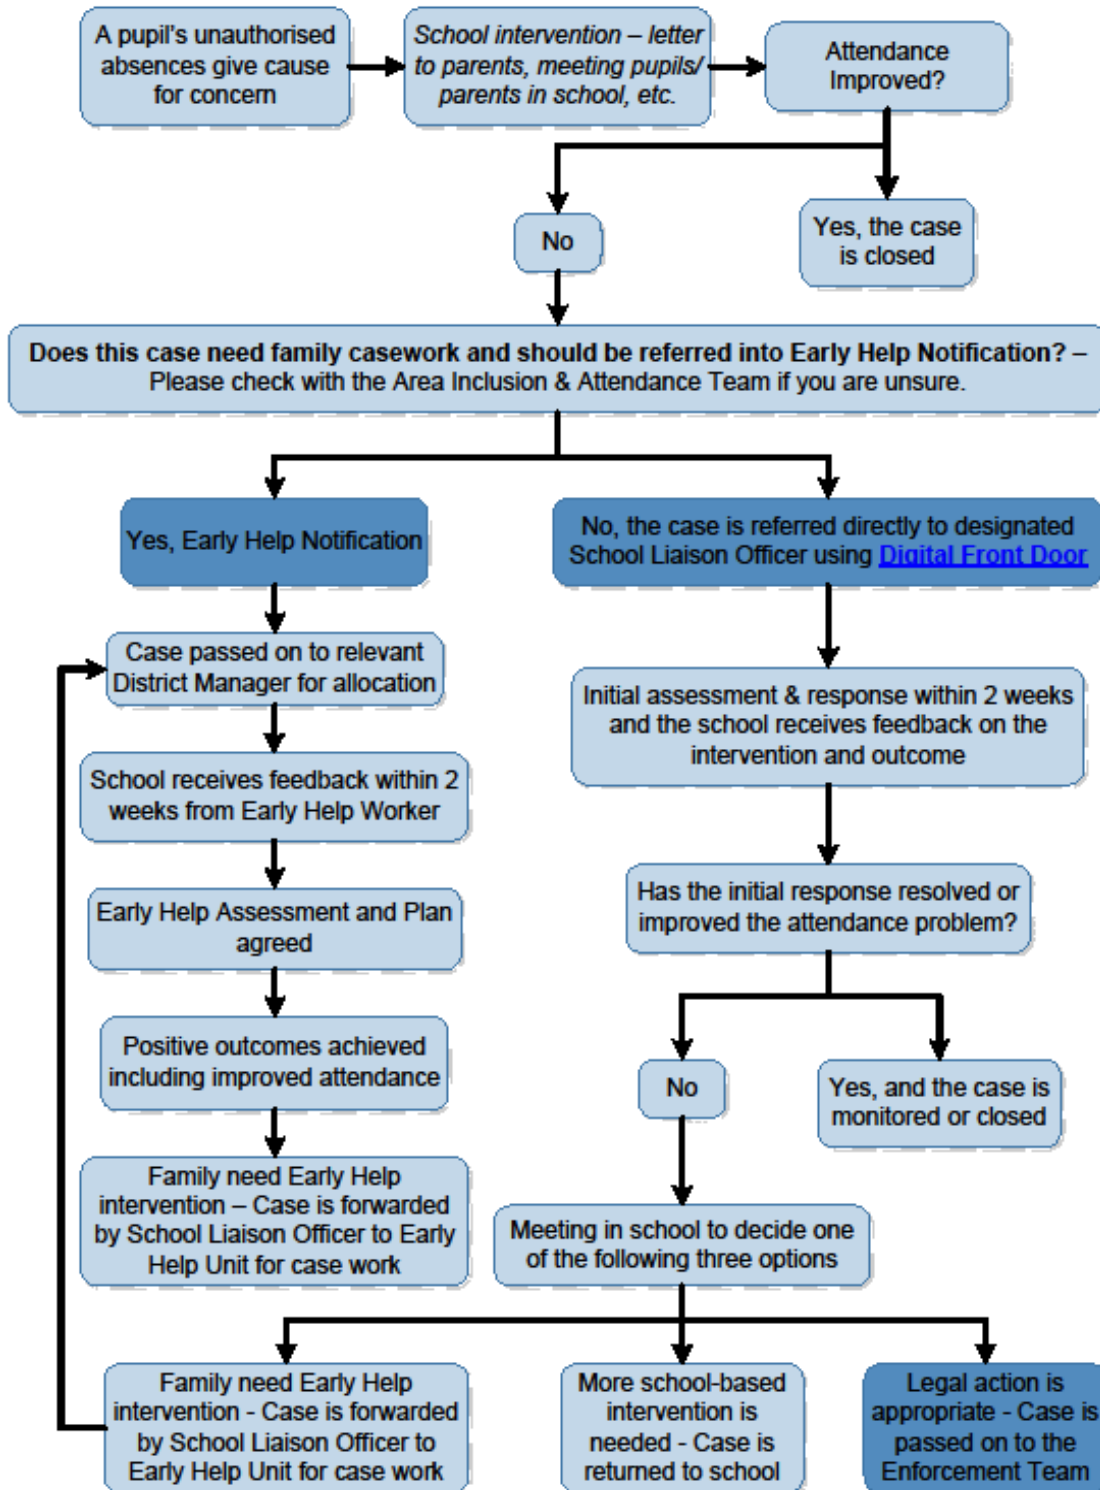 A pupil's unauthorised
absences give cause
for concern
School intervention – letter
to parents, meeting pupils/
parents in school, etc.
Attendance
Improved?
No
Yes, the case
is closed
Does this case need family casework and should be referred into Early Help Notification? –
Please check with the Area Inclusion & Attendance Team if you are unsure.
Yes, Early Help Notification
No, the case is referred directly to designated
School Liaison Officer using Digital Front Door
Case passed on to relevant
District Manager for allocation
School receives feedback within 2
weeks from Early Help Worker
Early Help Assessment and Plan
agreed
Positive outcomes achieved
including improved attendance
Family need Early Help
intervention – Case is forwarded
by School Liaison Officer to Early
Help Unit for case work
Initial assessment & response within 2 weeks
and the school receives feedback on the
intervention and outcome
Has the initial response resolved or
improved the attendance problem?
No
Yes, and the case is
monitored or closed
Meeting in school to decide one
of the following three options
Family need Early Help
intervention - Case is forwarded
by School Liaison Officer to
Early Help Unit for case work
More school-based
intervention is
needed - Case is
returned to school
Legal action is
appropriate - Case is
passed on to the
Enforcement Team